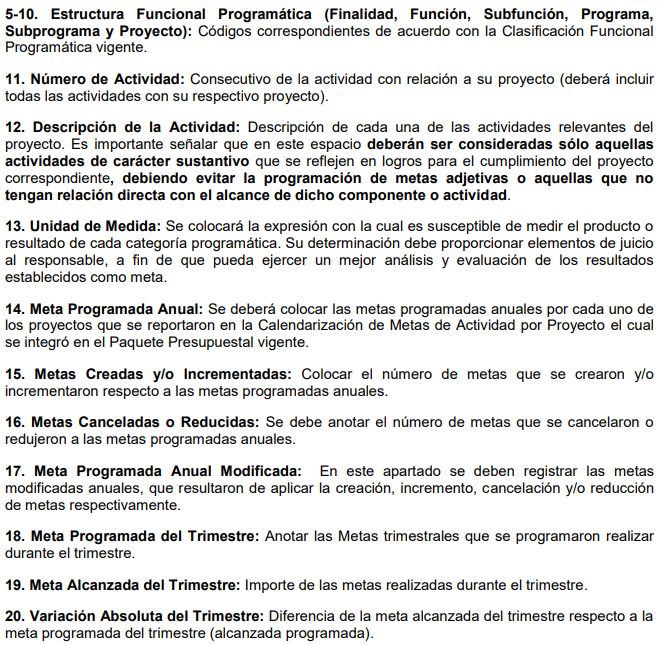 5-10. Estructura Funcional Programática (Finalidad, Función, Subfunción, Programa,
Subprograma y Proyecto): Códigos correspondientes de acuerdo con la Clasificación Funcional
Programática vigente.
11. Número de Actividad: Consecutivo de la actividad con relación a su proyecto (deberá incluir
todas las actividades con su respectivo proyecto).
12. Descripción de la Actividad: Descripción de cada una de las actividades relevantes del
proyecto. Es importante señalar que en este espacio deberán ser consideradas sólo aquellas
actividades de carácter sustantivo que se reflejen en logros para el cumplimiento del proyecto
correspondiente, debiendo evitar la programación de metas adjetivas o aquellas que no
tengan relación directa con el alcance de dicho componente o actividad.
13. Unidad de Medida: Se colocará la expresión con la cual es susceptible de medir el producto o
resultado de cada categoría programática. Su determinación debe proporcionar elementos de juicio
al responsable, a fin de que pueda ejercer un mejor análisis y evaluación de los resultados
establecidos como meta.
14. Meta Programada Anual: Se deberá colocar las metas programadas anuales por cada uno de
los proyectos que se reportaron en la Calendarización de Metas de Actividad por Proyecto el cual
se integró en el Paquete Presupuestal vigente.
15. Metas Creadas y/o Incrementadas: Colocar el número de metas que se crearon y/o
incrementaron respecto a las metas programadas anuales.
16. Metas Canceladas o Reducidas: Se debe anotar el número de metas que se cancelaron o
redujeron a las metas programadas anuales.
17. Meta Programada Anual Modificada: En este apartado se deben registrar las metas
modificadas anuales, que resultaron de aplicar la creación, incremento, cancelación y/o reducción
de metas respectivamente.
18. Meta Programada del Trimestre: Anotar las Metas trimestrales que se programaron realizar
durante el trimestre.
19. Meta Alcanzada del Trimestre: Importe de las metas realizadas durante el trimestre.
20. Variación Absoluta del Trimestre: Diferencia de la meta alcanzada del trimestre respecto a la
meta programada del trimestre (alcanzada programada).